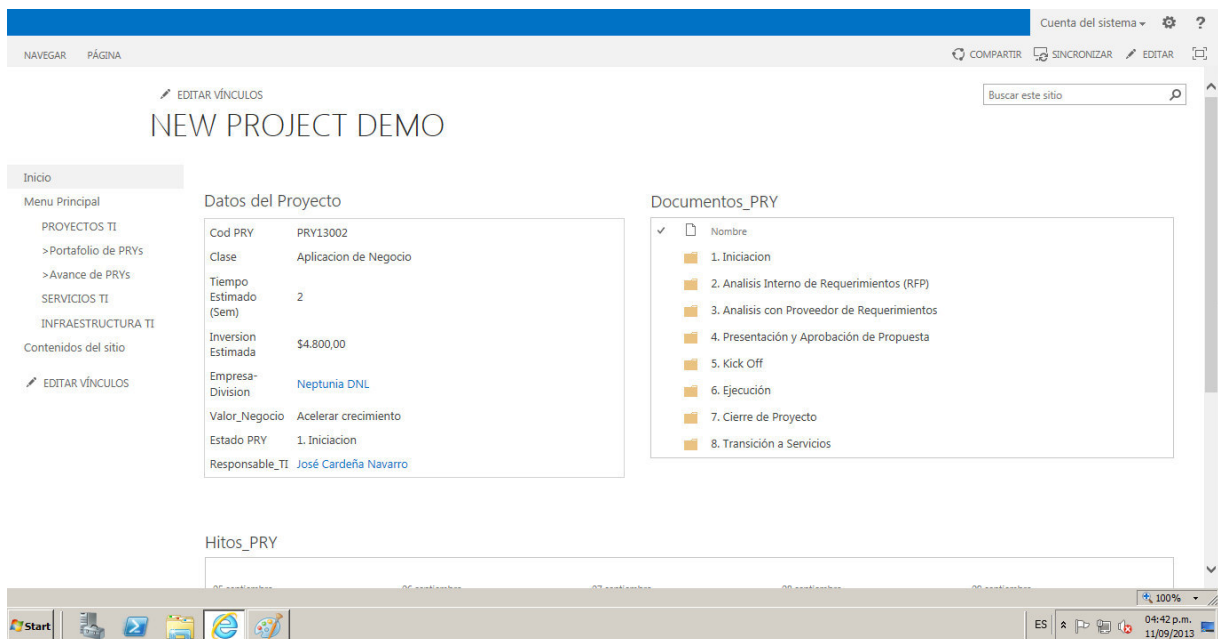 Cuenta del sistema
?
NAVEGAR PÁGINA
COMPARTIR SINCRONIZAR EDITAR
EDITAR VÍNCULOS
Buscar este sitio
NEW PROJECT DEMO
Inicio
Menu Principal
PROYECTOS TI
>Portafolio de PRYs
>Avance de PRYs
SERVICIOS TI
INFRAESTRUCTURA TI
Contenidos del sitio
EDITAR VÍNCULOS
Datos del Proyecto
Cod PRY PRY13002
Clase Aplicacion de Negocio
Tiempo
Estimado 2
(Sem)
Inversion
Estimada $4.800,00
Empresa-
Division Neptunia DNL
Valor_Negocio Acelerar crecimiento
Estado PRY 1. Iniciacion
Responsable_TI José Cardeña Navarro
Documentos_PRY
Nombre
1. Iniciacion
2. Analisis Interno de Requerimientos (RFP)
3. Analisis con Proveedor de Requerimientos
4. Presentación y Aprobación de Propuesta
5. Kick Off
6. Ejecución
7. Cierre de Proyecto
8. Transición a Servicios
Hitos_PRY
100%
Start
ES
04:42 p.m.
11/09/2013